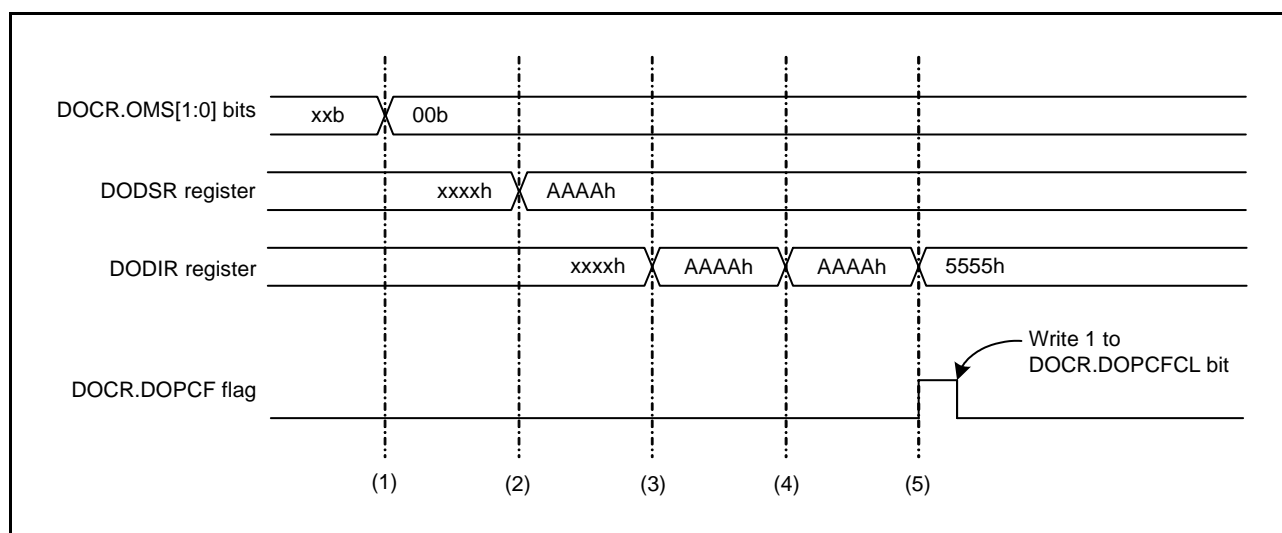 DOCR.OMS[1:0] bits
xxb
00b
DODSR register
xxxxh
AAAAh
DODIR register
xxxxh
AAAAh
AAAAh
5555h
Write 1 to
DOCR.DOPCFCL bit
DOCR.DOPCF flag
(1)
(2)
(3)
(4)
(5)